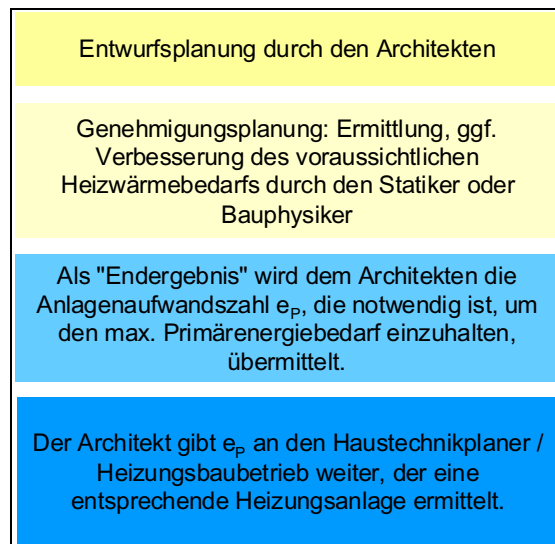 Entwurfsplanung durch den Architekten
Genehmigungsplanung: Ermittlung, ggf.
Verbesserung des voraussichtlichen
Heizwärmebedarfs durch den Statiker oder
Bauphysiker
Als "Endergebnis" wird dem Architekten die
Anlagenaufwandszahl eP, die notwendig ist, um
den max. Primärenergiebedarf einzuhalten,
übermittelt.
Der Architekt gibt eP an den Haustechnikplaner /
Heizungsbaubetrieb weiter, der eine
entsprechende Heizungsanlage ermittelt.